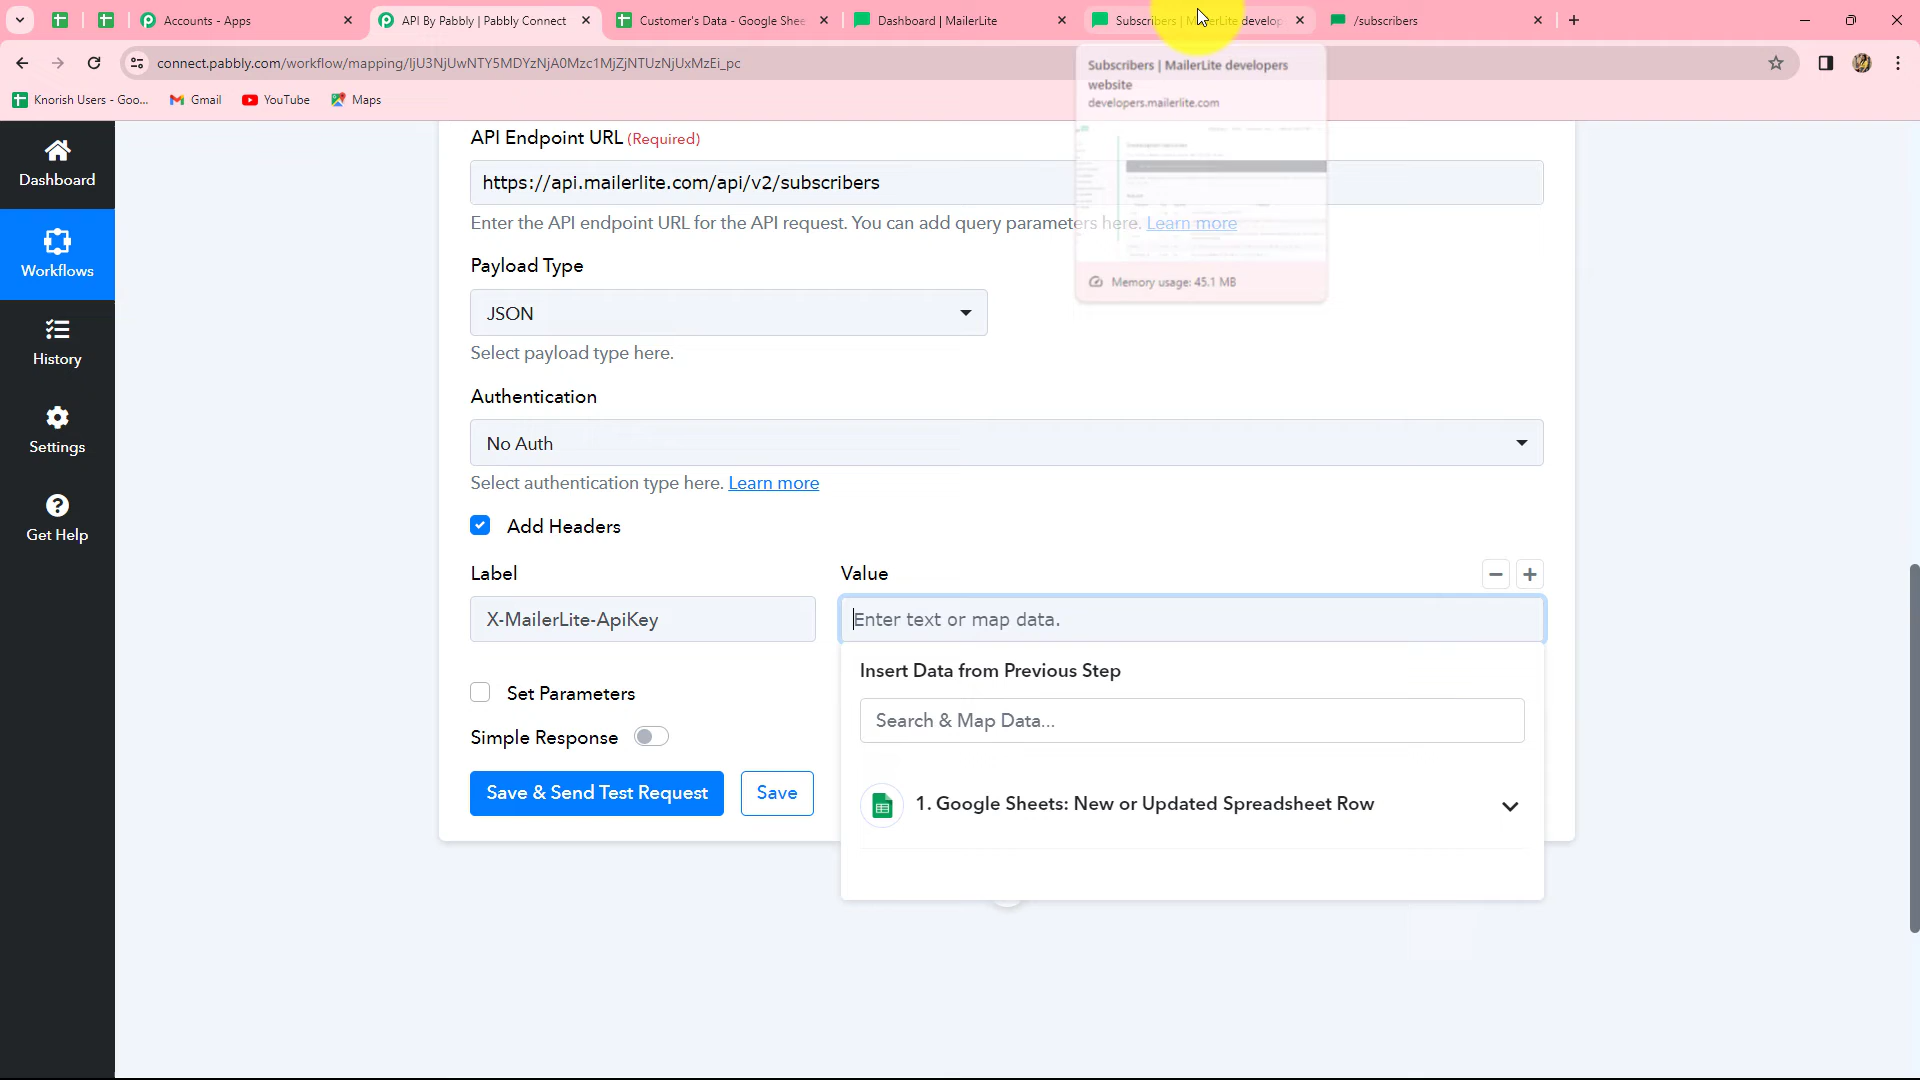 Accounts - Apps
API By Pabbly | Pabbly Connect
Customer's Data - Google Shee
Dashboard | MailerLite
Subscribers | MailerLite develop
/subscribers
connect.pabbly.com/workflow/mapping/IjU3NjUwNTY5MDYzNjA0Mzc1MjZjNTUzNjUxMzEi_pc
Knorish Users - Goo...
Gmail
YouTube
Maps
Subscribers | MailerLite developers
website
developers.mailerlite.com
Memory usage: 45.1 MB
Dashboard
Workflows
History
Settings
Get Help
API Endpoint URL (Required)
https://api.mailerlite.com/api/v2/subscribers
Enter the API endpoint URL for the API request. You can add query parameters here. Learn more
Payload Type
JSON
Select payload type here.
Authentication
No Auth
Select authentication type here. Learn more
Add Headers
Label
Value
X-MailerLite-ApiKey
Enter text or map data.
Insert Data from Previous Step
Search & Map Data...
1. Google Sheets: New or Updated Spreadsheet Row
Set Parameters
Simple Response
Save & Send Test Request
Save